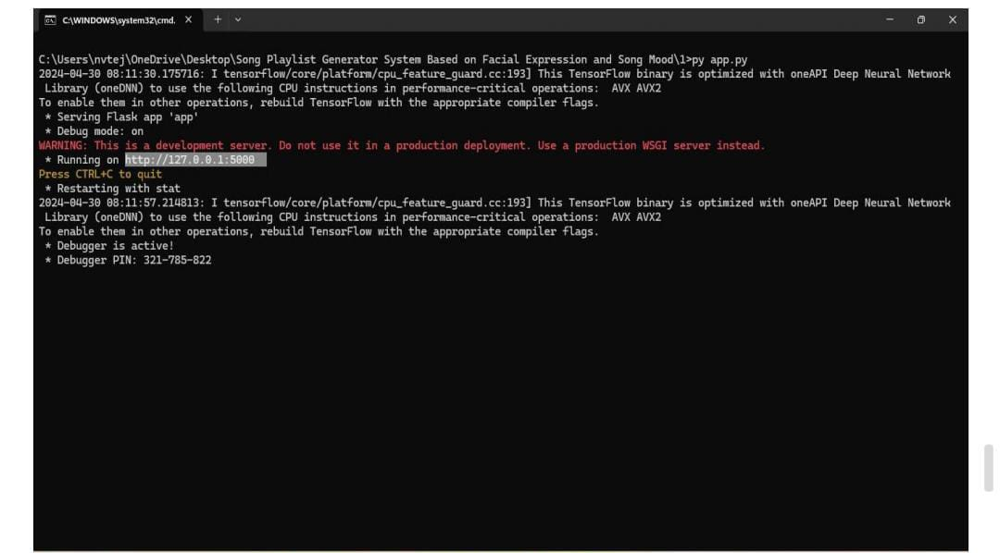 C:\WINDOWS\system32\cmd.
C:\Users\nvtej\OneDrive\Desktop\Song Playlist Generator System Based on Facial Expression and Song Mood\1>py app.py
2024-04-30 08:11:30.175716: I tensorflow/core/platform/cpu_feature_guard.cc:193] This TensorFlow binary is optimized with oneAPI Deep Neural Network
Library (oneDNN) to use the following CPU instructions in performance-critical operations:  AVX AVX2
To enable them in other operations, rebuild TensorFlow with the appropriate compiler flags.
* Serving Flask app 'app'
* Debug mode: on
WARNING: This is a development server. Do not use it in a production deployment. Use a production WSGI server instead.
* Running on http://127.0.0.1:5000
Press CTRL+C to quit
* Restarting with stat
2024-04-30 08:11:57.214813: I tensorflow/core/platform/cpu_feature_guard.cc:193] This TensorFlow binary is optimized with oneAPI Deep Neural Network
Library (oneDNN) to use the following CPU instructions in performance-critical operations:  AVX AVX2
To enable them in other operations, rebuild TensorFlow with the appropriate compiler flags.
* Debugger is active!
* Debugger PIN: 321-785-822